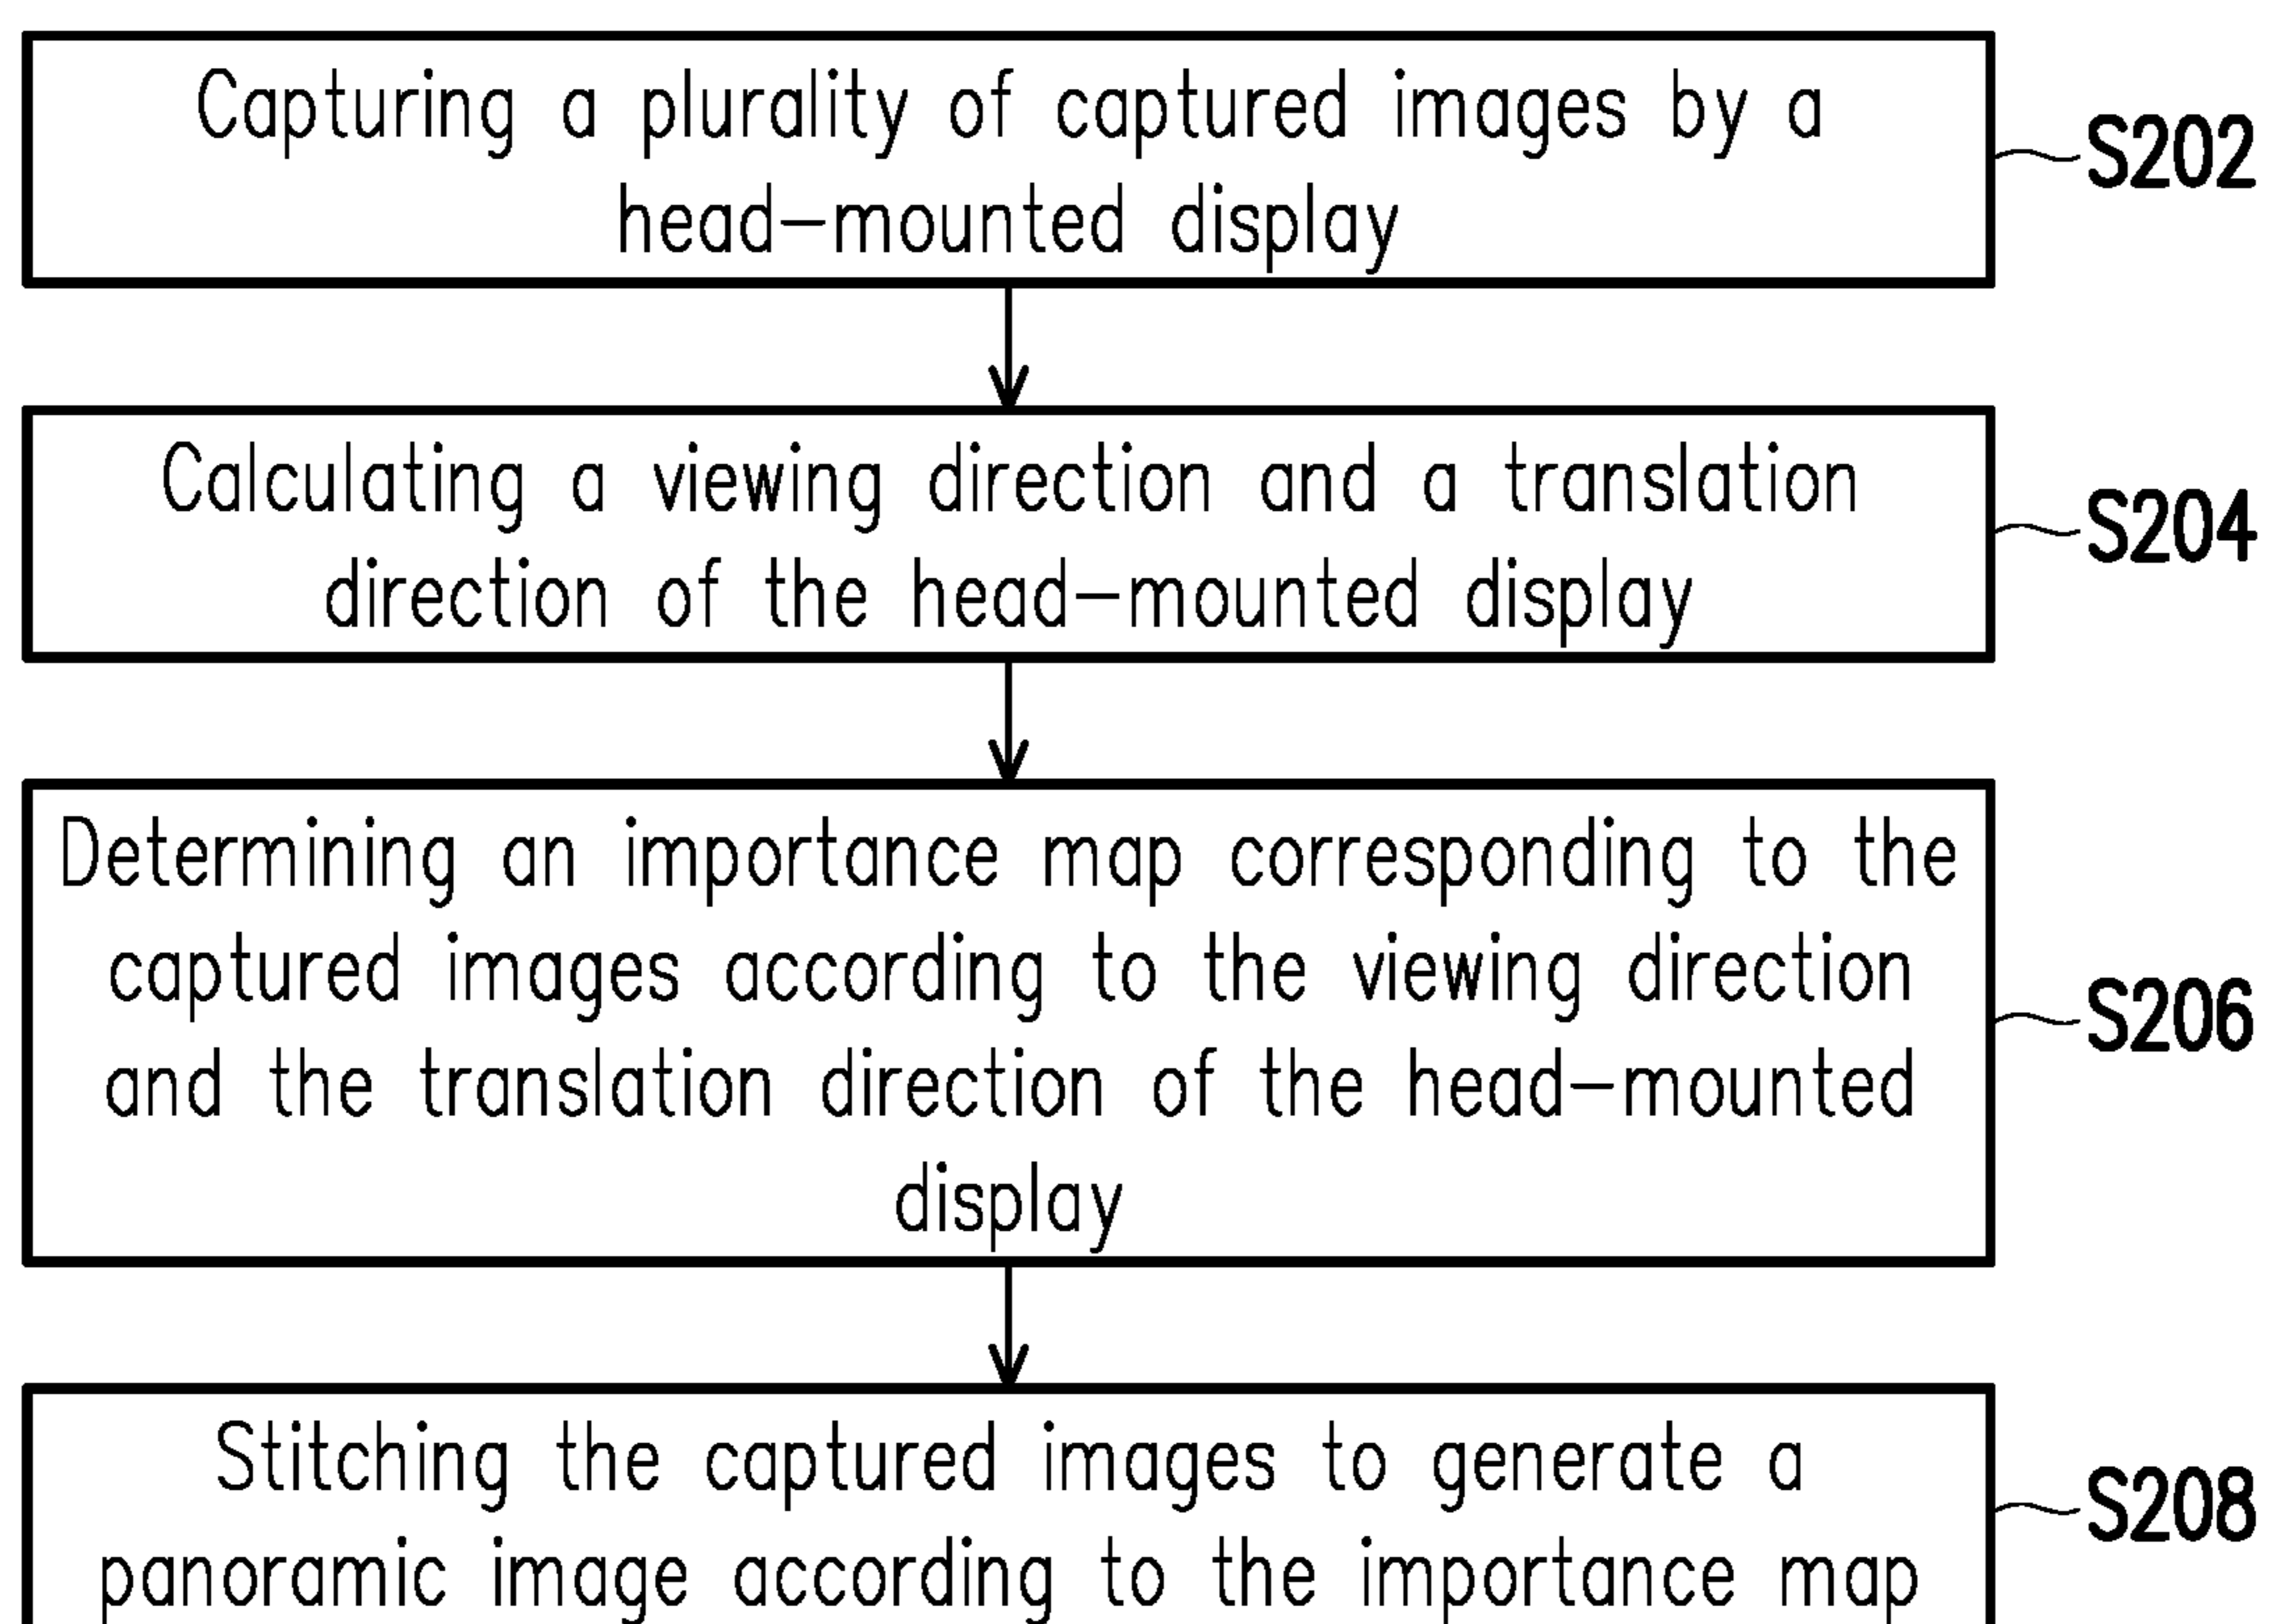 Capturing a plurality of captured images by a
head-mounted display
S202
Calculating a viewing direction and a translation
direction of the head-mounted display
S204
Determining an importance map corresponding to the
captured images according to the viewing direction
and the translation direction of the head-mounted
display
S206
Stitching the captured images to generate a
panoramic image according to the importance map
S208